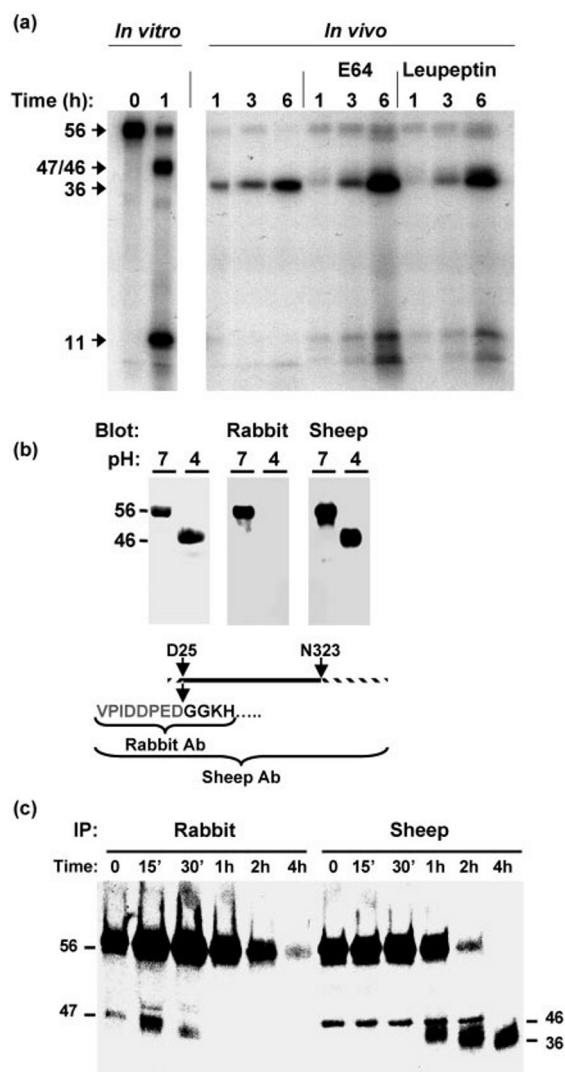 (a)
In vitro In vivo
E64 Leupeptin
Time (h): 0 1 1 3 6 1 3 6 1 3 6
56
47/46
36
11
(b)
Blot: Rabbit Sheep
pH: 7 4 7 4 7 4
56
46
D25 N323
VPIDDPEDGGKH.....
Rabbit Ab
Sheep Ab
(c)
IP: Rabbit Sheep
Time: 0 15' 30' 1h 2h 4h 0 15' 30' 1h 2h 4h
56
47 46
36